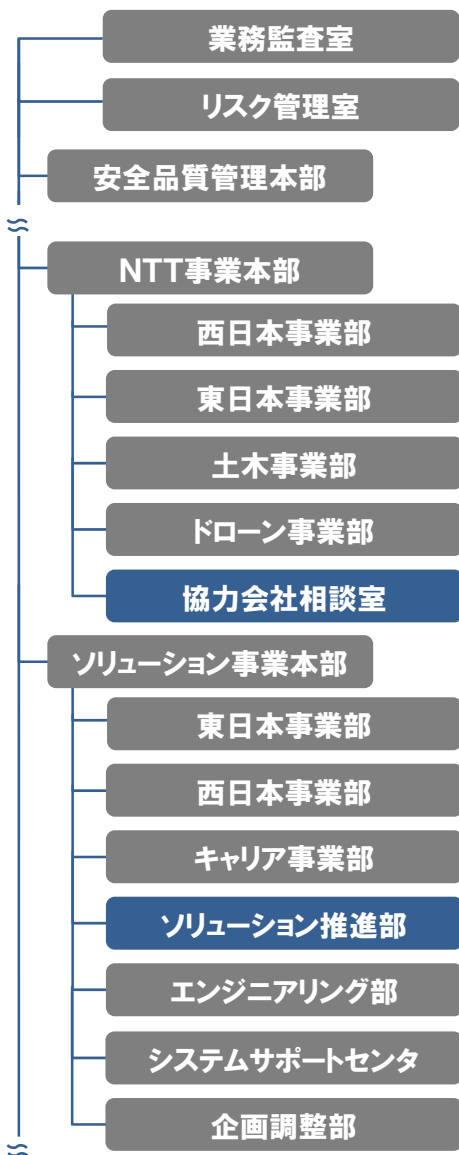 業務監査室
リスク管理室
安全品質管理本部
NTT事業本部
西日本事業部
東日本事業部
土木事業部
ドローン事業部
協力会社相談室
ソリューション事業本部
東日本事業部
西日本事業部
キャリア事業部
ソリューション推進部
エンジニアリング部
システムサポートセンタ
企画調整部